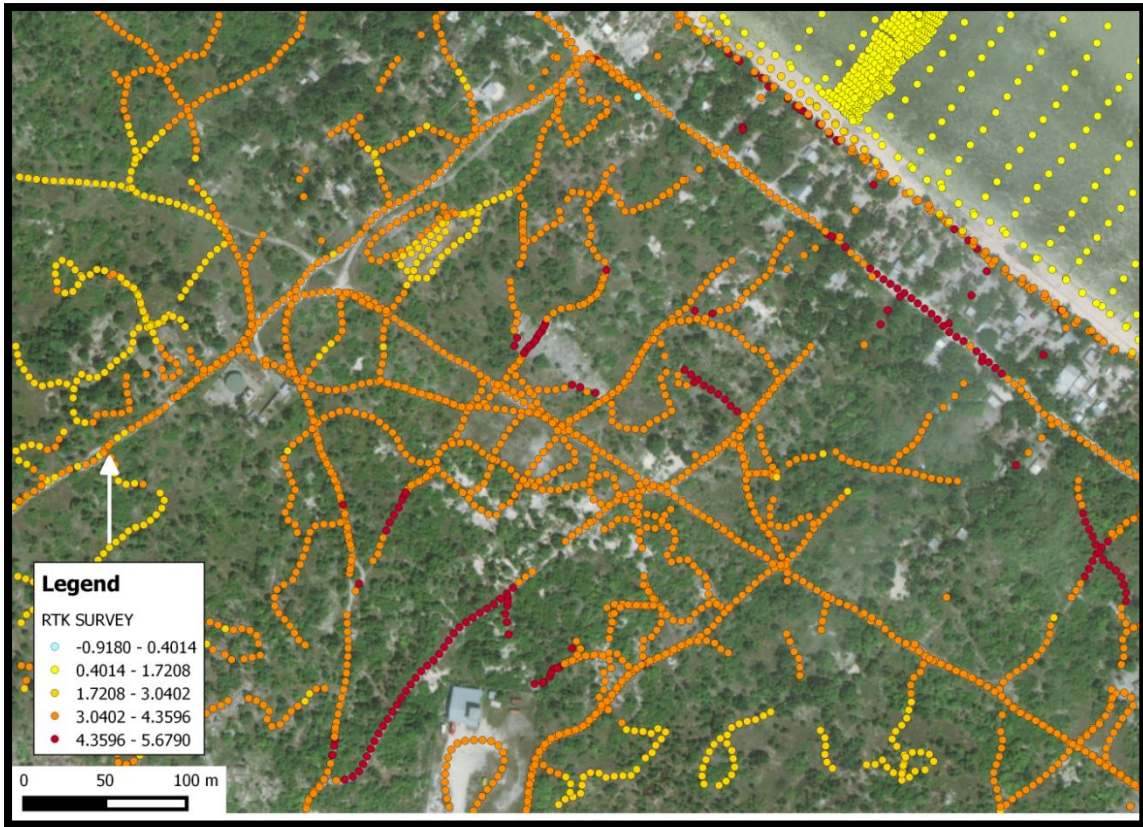 Legend
RTK SURVEY
-0.9180 - 0.4014
0.4014 - 1.7208
1.7208 - 3.0402
3.0402 - 4.3596
4.3596 - 5.6790
0 50 100 m